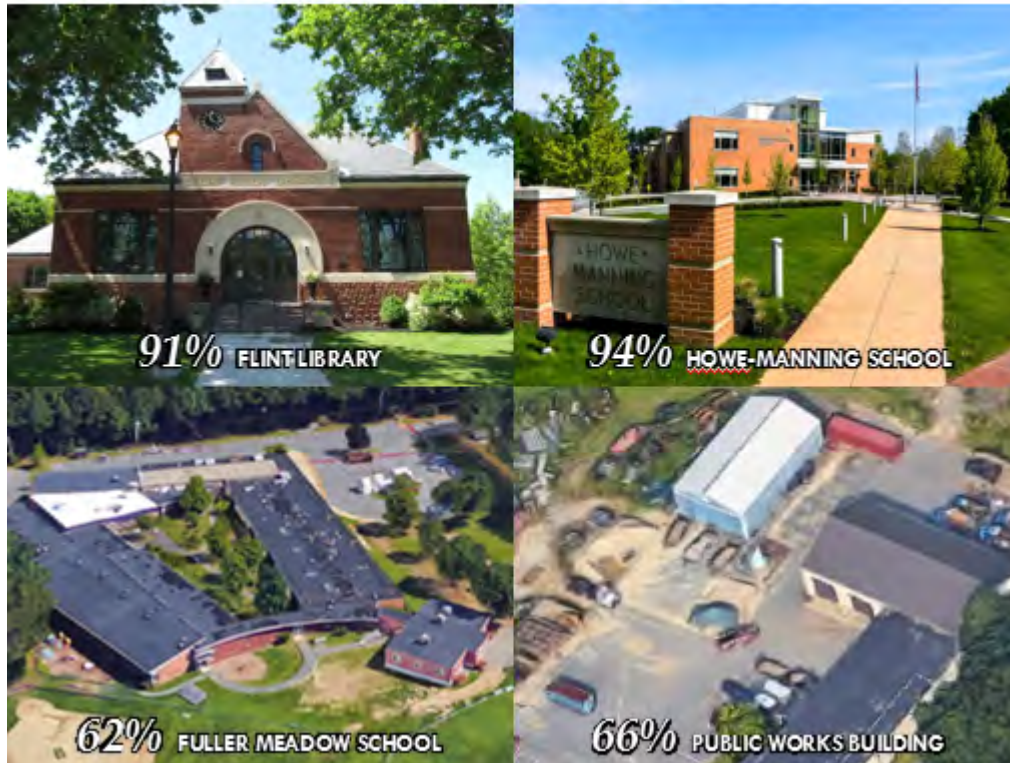 91% FLINT LIBRARY
• HOWE •
MANNING
SCHOOL
94% HOWE-MANNING SCHOOL
62% FULLER MEADOW SCHOOL
66% PUBLIC WORKS BUILDING